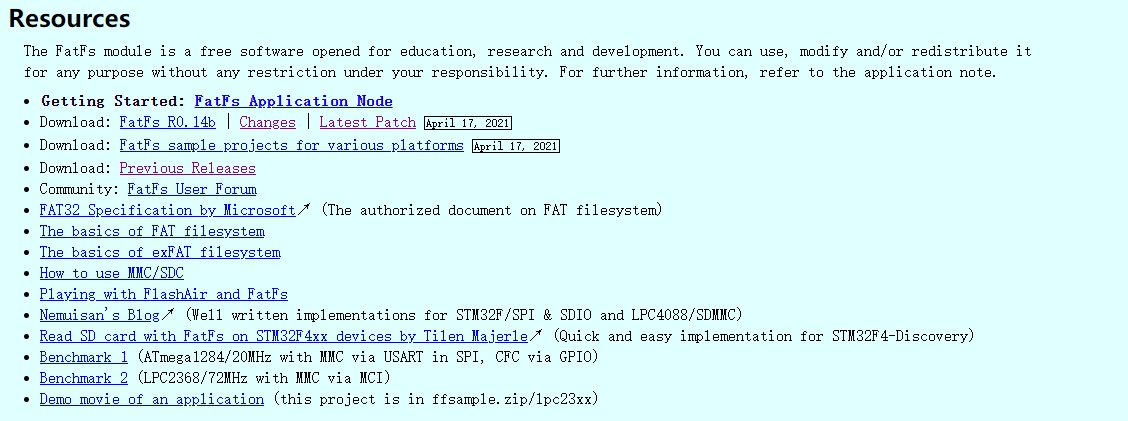 Resources
The FatFs module is a free software opened for education, research and development. You can use, modify and/or redistribute it
for any purpose without any restriction under your responsibility. For further information, refer to the application note.
• Getting Started: FatFs Application Node
• Download: FatFs R0.14b | Changes | Latest Patch April 17, 2021
• Download: FatFs sample projects for various platforms April 17, 2021
• Download: Previous Releases
• Community: FatFs User Forum
• FAT32 Specification by Microsoft↗ (The authorized document on FAT filesystem)
• The basics of FAT filesystem
• The basics of exFAT filesystem
• How to use MMC/SDC
• Playing with FlashAir and FatFs
• Nemuisan's Blog↗ (Well written implementations for STM32F/SPI & SDIO and LPC4088/SDMMC)
• Read SD card with FatFs on STM32F4xx devices by Tilen Majerle↗ (Quick and easy implementation for STM32F4-Discovery)
• Benchmark 1 (ATmega1284/20MHz with MMC via USART in SPI, CFC via GPIO)
• Benchmark 2 (LPC2368/72MHz with MMC via MCI)
• Demo movie of an application (this project is in ffsample.zip/lpc23xx)